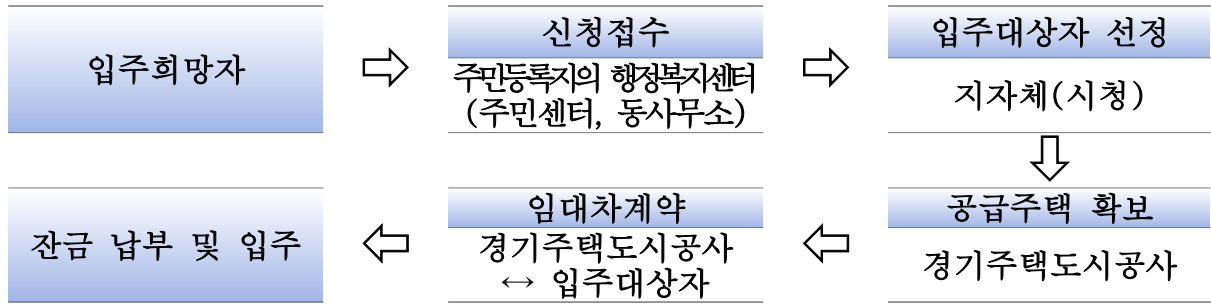 입주희망자
신청접수
주민등록지의 행정복지센터
(주민센터, 동사무소)
입주대상자 선정
지자체(시청)
공급주택 확보
경기주택도시공사
임대차계약
경기주택도시공사
↔ 입주대상자
잔금 납부 및 입주